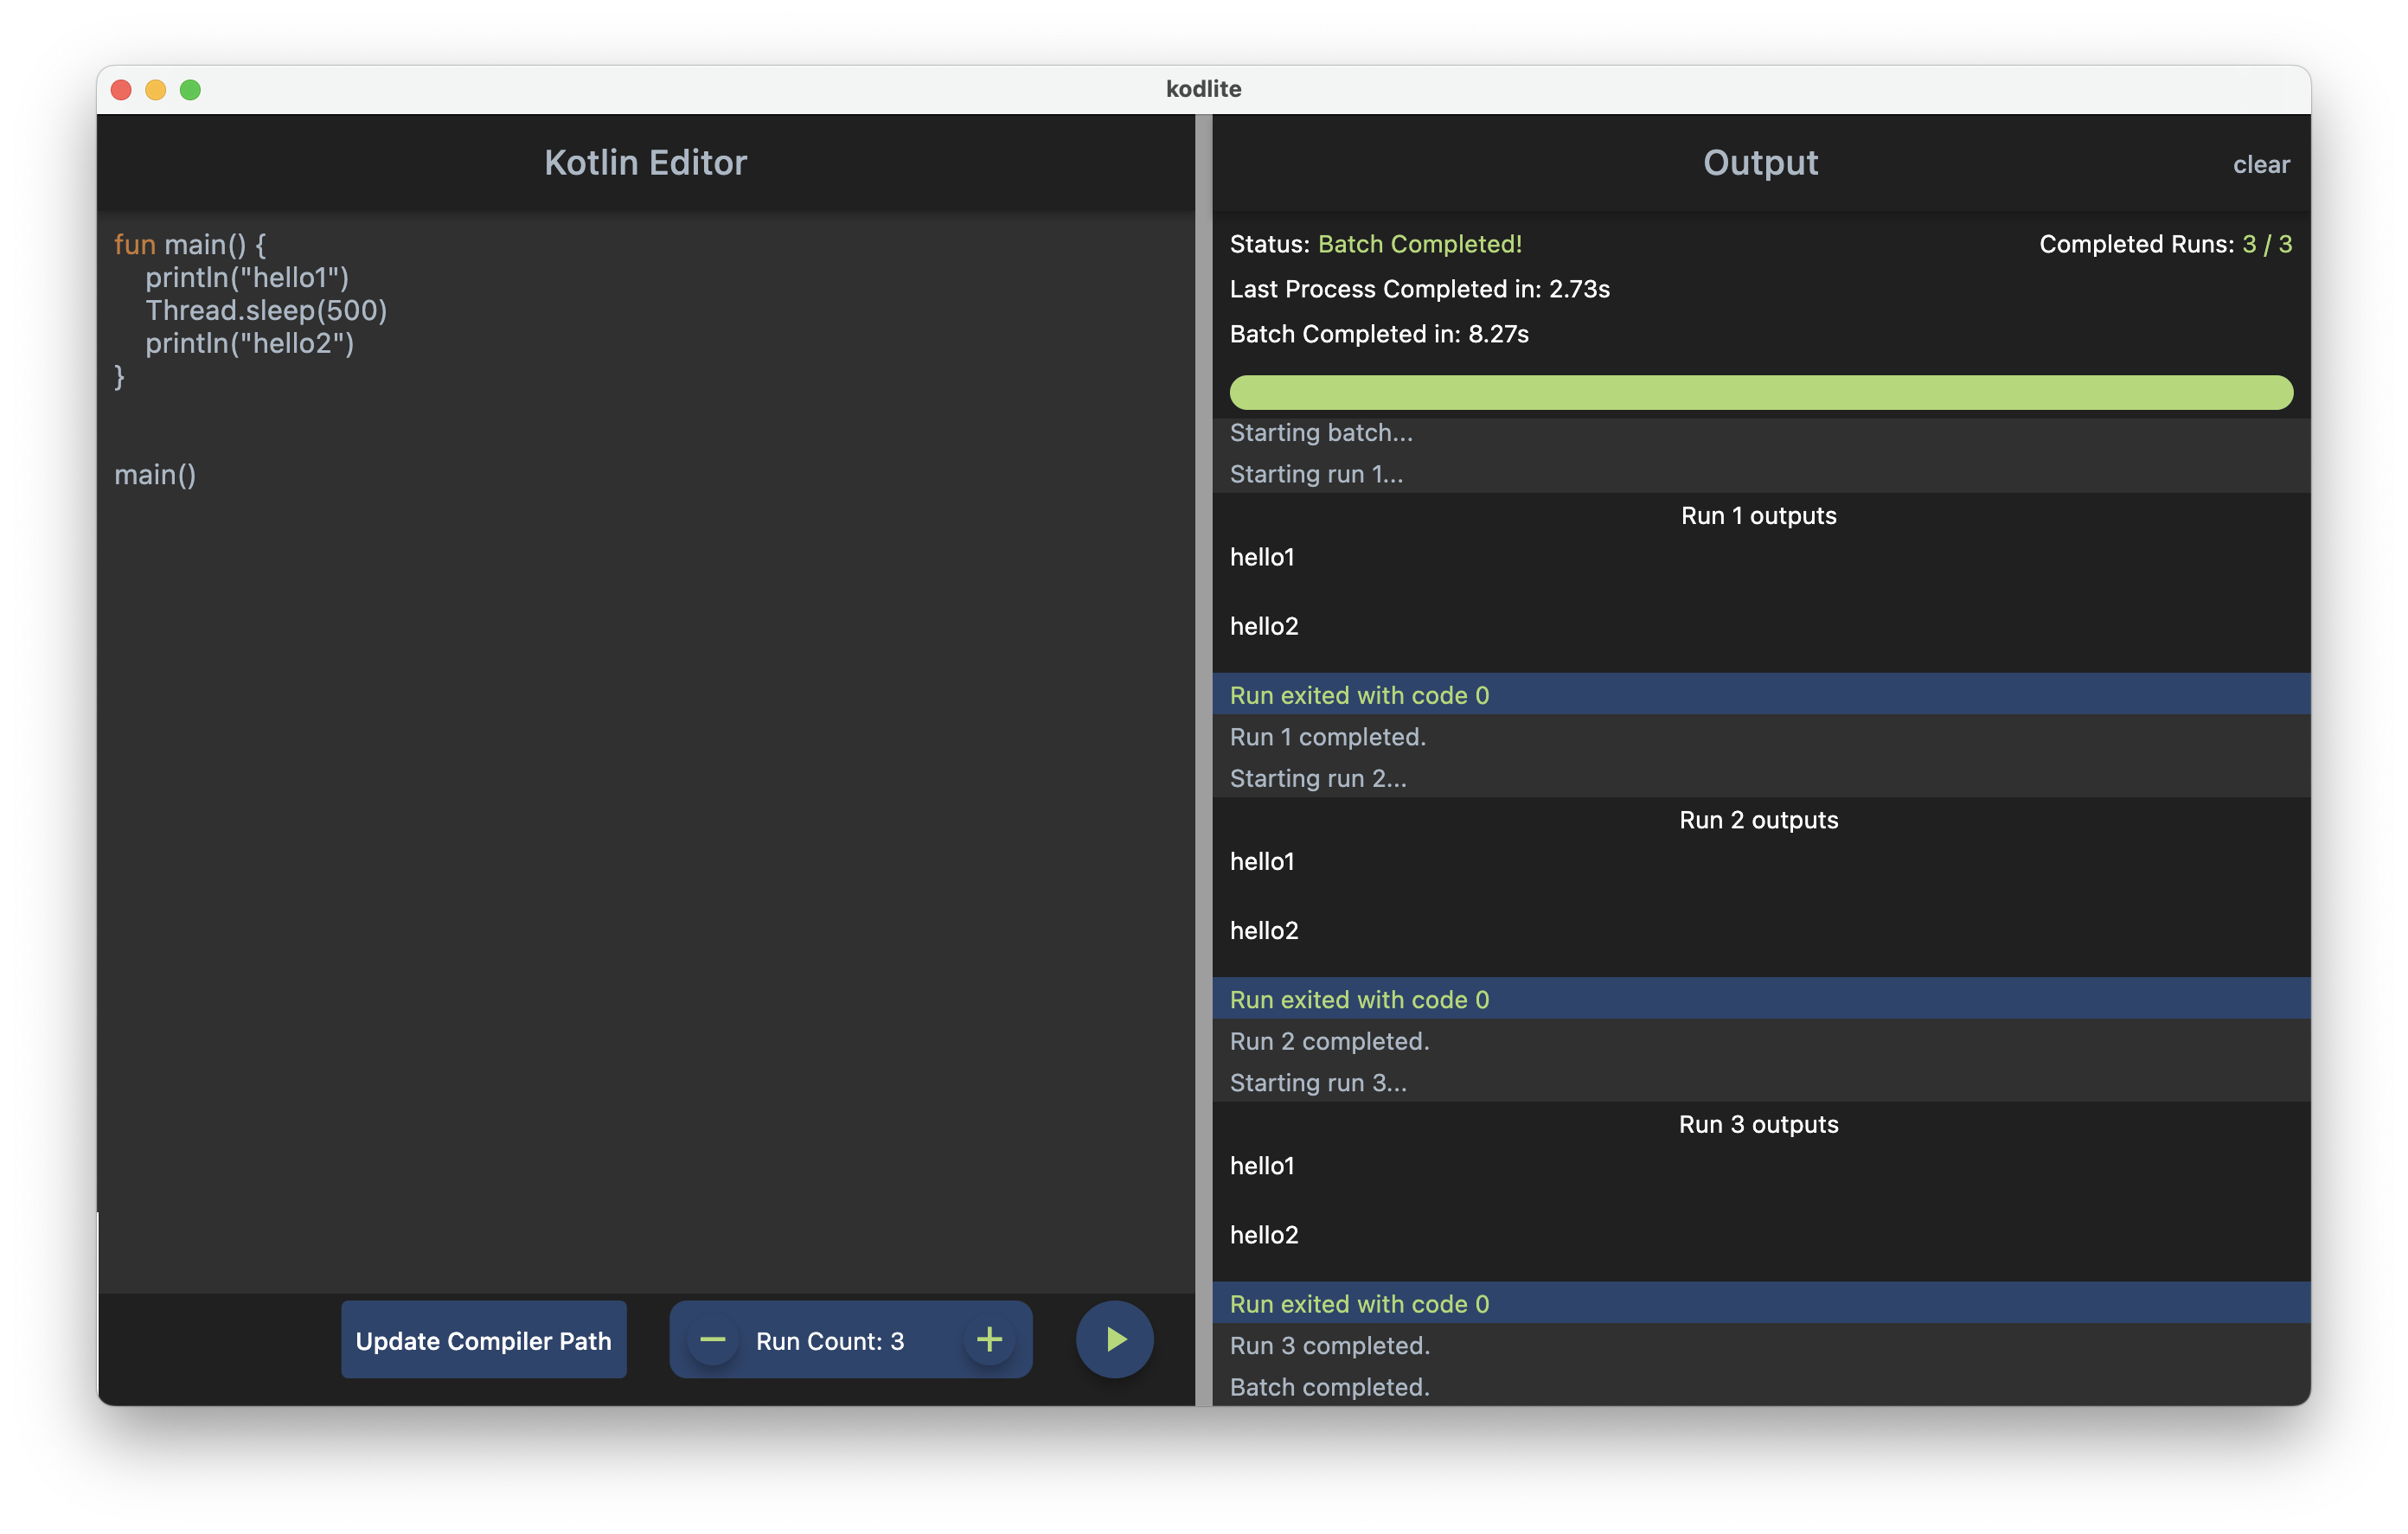 kodlite
Kotlin Editor
fun main() {
    println("hello1")
    Thread.sleep(500)
    println("hello2")
}
main()
Update Compiler Path
Run Count: 3
Output
clear
Status: Batch Completed!
Completed Runs: 3 / 3
Last Process Completed in: 2.73s
Batch Completed in: 8.27s
Starting batch...
Starting run 1...
Run 1 outputs
hello1
hello2
Run exited with code 0
Run 1 completed.
Starting run 2...
Run 2 outputs
hello1
hello2
Run exited with code 0
Run 2 completed.
Starting run 3...
Run 3 outputs
hello1
hello2
Run exited with code 0
Run 3 completed.
Batch completed.